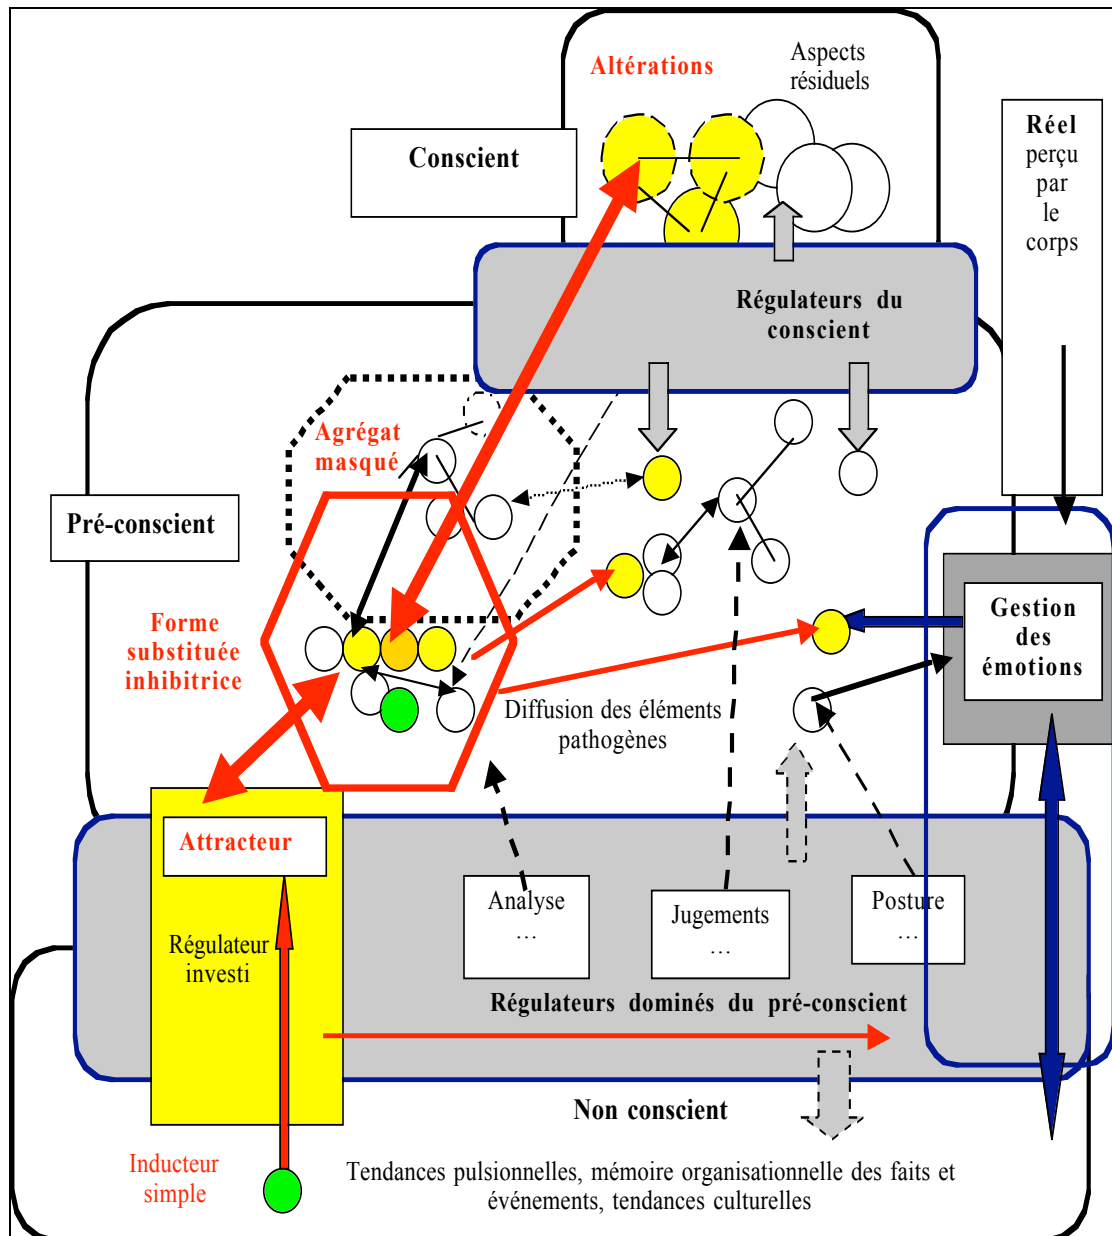 Altérations
Aspects
résiduels
Conscient
Réel
perçu
par
le
corps
Régulateurs du
conscient
Agrégat
masqué
Pré-conscient
Forme
substituée
inhibitrice
Gestion
des
émotions
Diffusion des éléments
pathogènes
Attracteur
Régulateur
investi
Analyse
…
Jugements
…
Posture
…
Régulateurs dominés du pré-conscient
Non conscient
Inducteur
simple
Tendances pulsionnelles, mémoire organisationnelle des faits et
événements, tendances culturelles